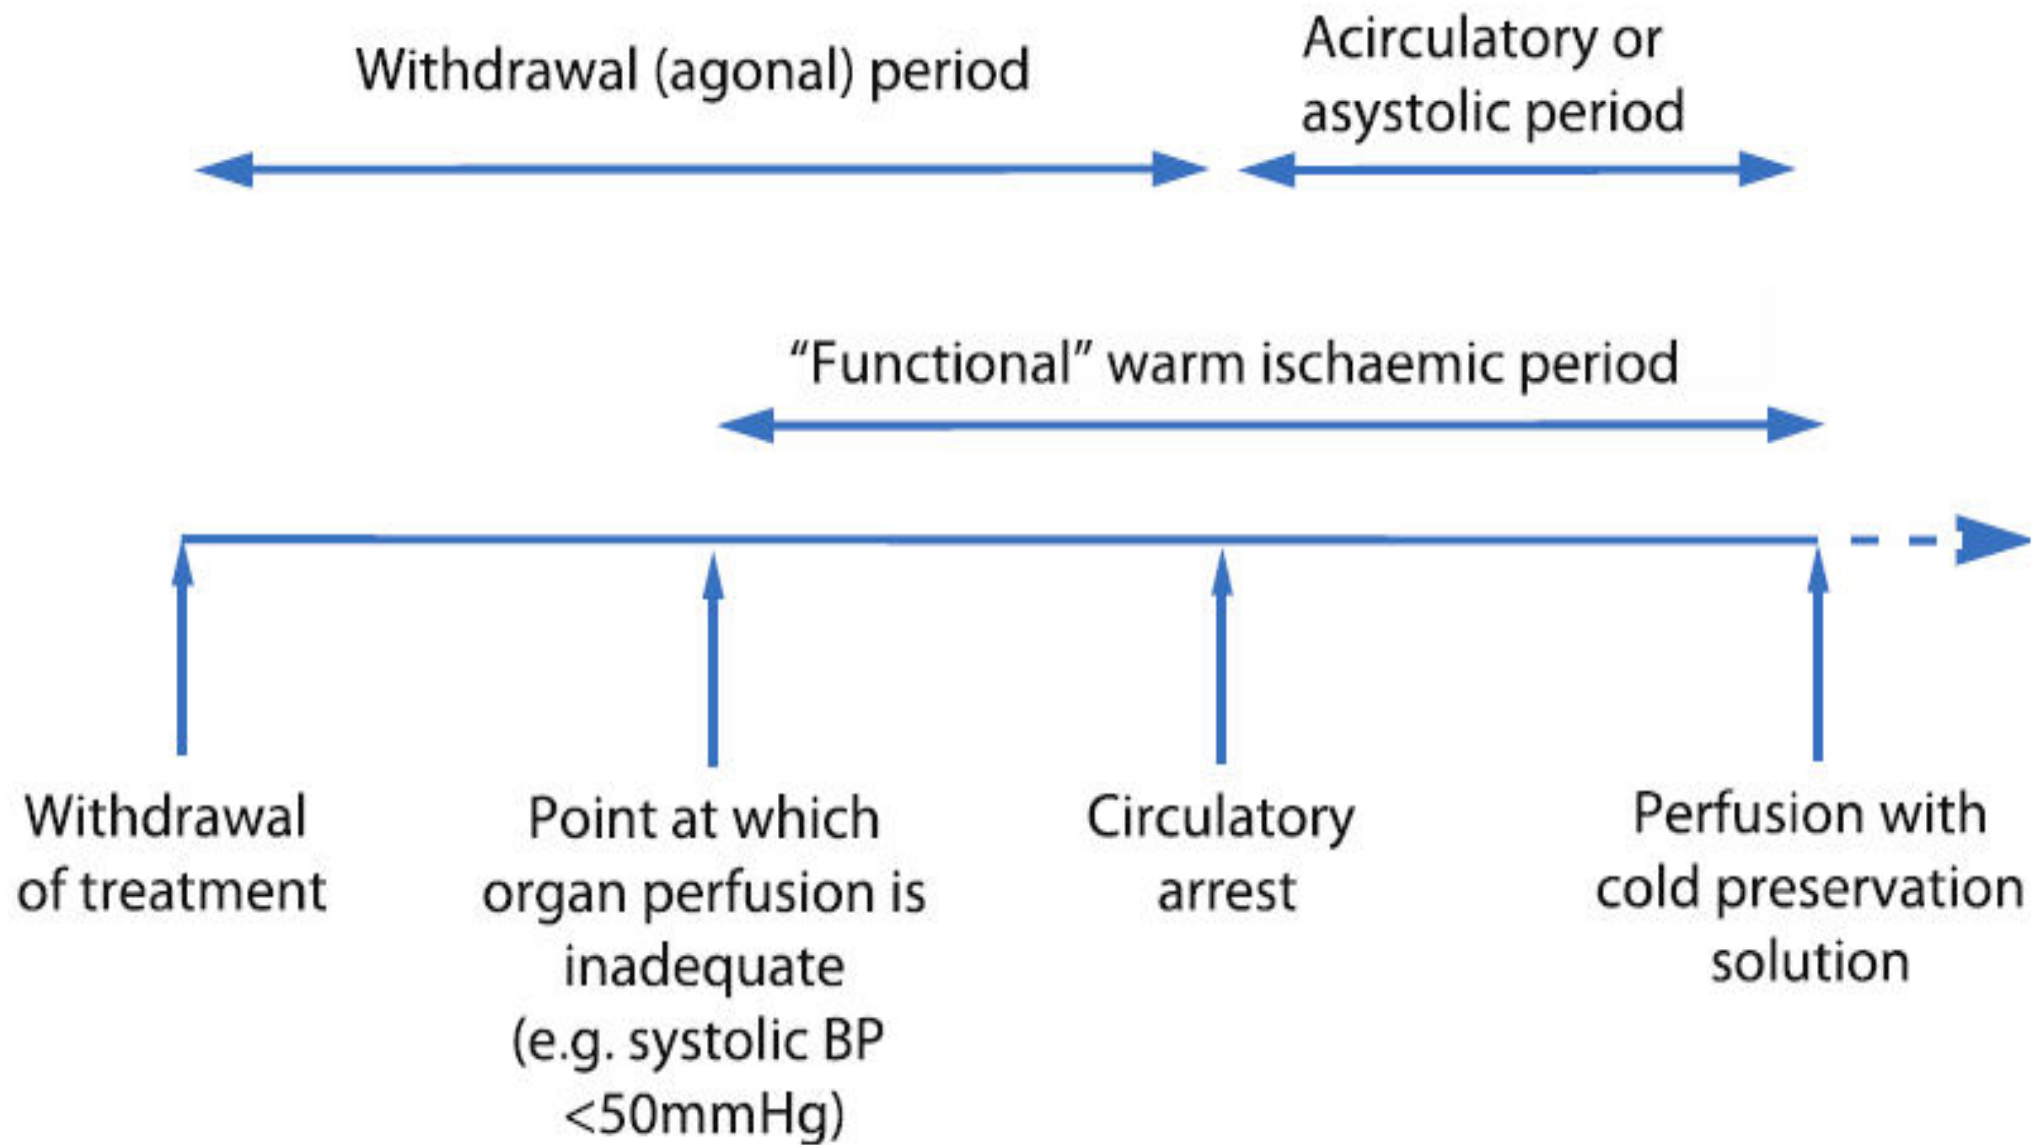 Withdrawal (agonal) period
Acirculatory or
asystolic period
“Functional” warm ischaemic period
Withdrawal
of treatment
Point at which
organ perfusion is
inadequate
(e.g. systolic BP
<50mmHg)
Circulatory
arrest
Perfusion with
cold preservation
solution